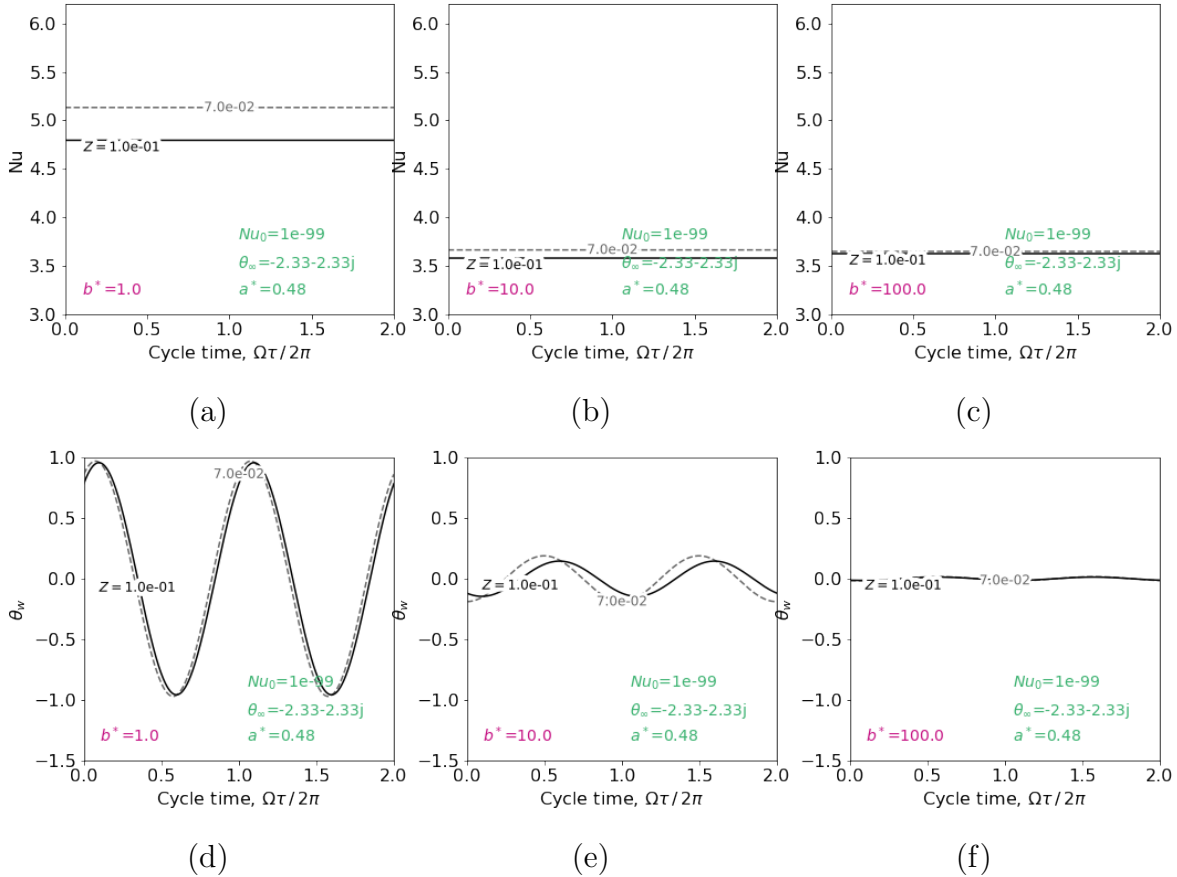 6.0
5.5
5.0
4.5
4.0
3.5
3.0
Nu
7.0e-02
Z = 1.0e-01
Nu₀=1e-99
θ∞=-2.33-2.33j
b*=1.0
a*=0.48
0.0 0.5 1.0 1.5 2.0
Cycle time, Ωτ / 2π
(a)
6.0
5.5
5.0
4.5
4.0
3.5
3.0
Nu
Nu₀=1e-99
7.0e-02
Z = 1.0e-01
θ∞=-2.33-2.33j
b*=10.0
a*=0.48
0.0 0.5 1.0 1.5 2.0
Cycle time, Ωτ / 2π
(b)
6.0
5.5
5.0
4.5
4.0
3.5
3.0
Nu
Nu₀=1e-99
7.0e-02
Z = 1.0e-01
θ∞=-2.33-2.33j
b*=100.0
a*=0.48
0.0 0.5 1.0 1.5 2.0
Cycle time, Ωτ / 2π
(c)
1.0
0.5
0.0
−0.5
−1.0
−1.5
θw
7.0e-02
Z = 1.0e-01
Nu₀=1e-99
θ∞=-2.33-2.33j
b*=1.0
a*=0.48
0.0 0.5 1.0 1.5 2.0
Cycle time, Ωτ / 2π
(d)
1.0
0.5
0.0
−0.5
−1.0
−1.5
θw
Z = 1.0e-01
7.0e-02
Nu₀=1e-99
θ∞=-2.33-2.33j
b*=10.0
a*=0.48
0.0 0.5 1.0 1.5 2.0
Cycle time, Ωτ / 2π
(e)
1.0
0.5
0.0
−0.5
−1.0
−1.5
θw
Z = 1.0e-01
7.0e-02
Nu₀=1e-99
θ∞=-2.33-2.33j
b*=100.0
a*=0.48
0.0 0.5 1.0 1.5 2.0
Cycle time, Ωτ / 2π
(f)